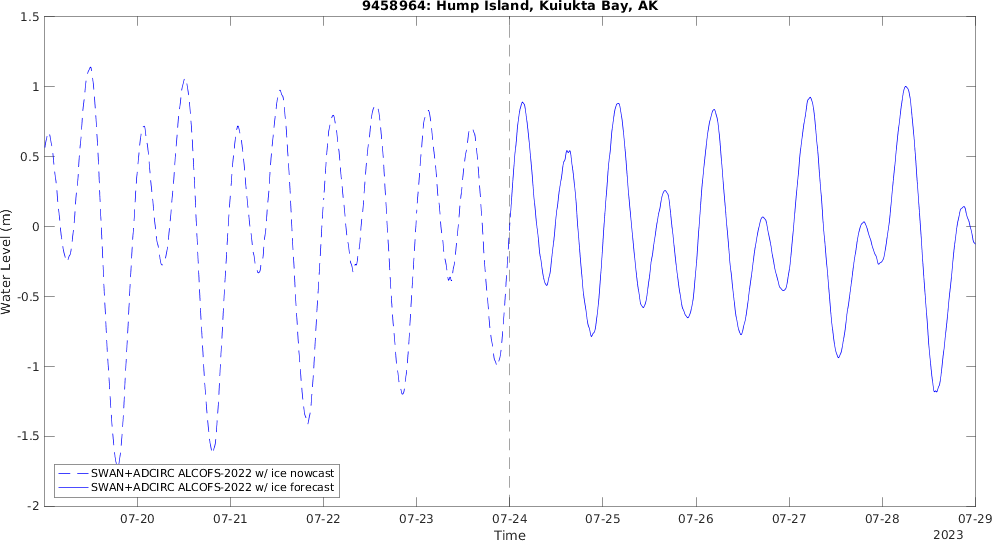 9458964: Hump Island, Kuiukta Bay, AK
1.5
1
0.5
0
-0.5
-1
-1.5
-2
Water Level (m)
SWAN+ADCIRC ALCOFS-2022 w/ ice nowcast
SWAN+ADCIRC ALCOFS-2022 w/ ice forecast
07-20 07-21 07-22 07-23 07-24 07-25 07-26 07-27 07-28 07-29
Time
2023